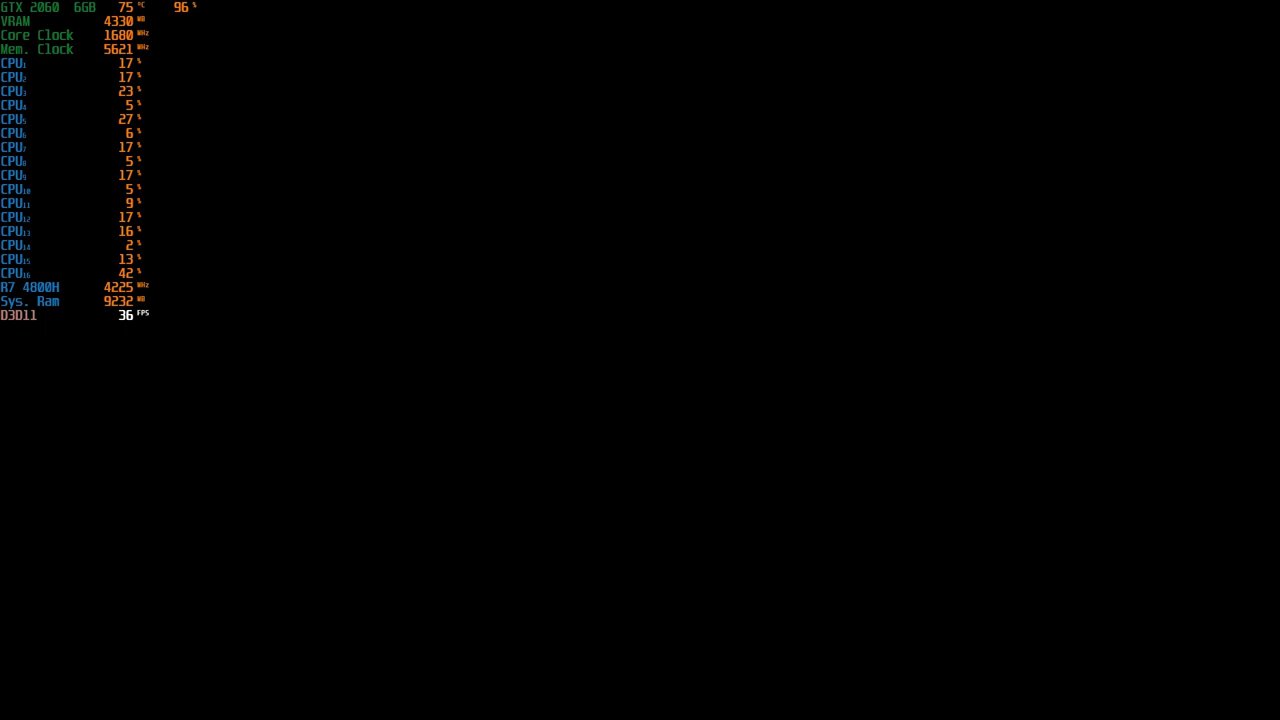 GTX 2060 6GB 75 °C 96 %
VRAM 4330 MB
Core Clock 1680 MHz
Mem. Clock 5621 MHz
CPU1 17 %
CPU2 17 %
CPU3 23 %
CPU4 5 %
CPU5 27 %
CPU6 6 %
CPU7 17 %
CPU8 5 %
CPU9 17 %
CPU10 5 %
CPU11 9 %
CPU12 17 %
CPU13 16 %
CPU14 2 %
CPU15 13 %
CPU16 42 %
R7 4800H 4225 MHz
Sys. Ram 9232 MB
D3D11 36 FPS